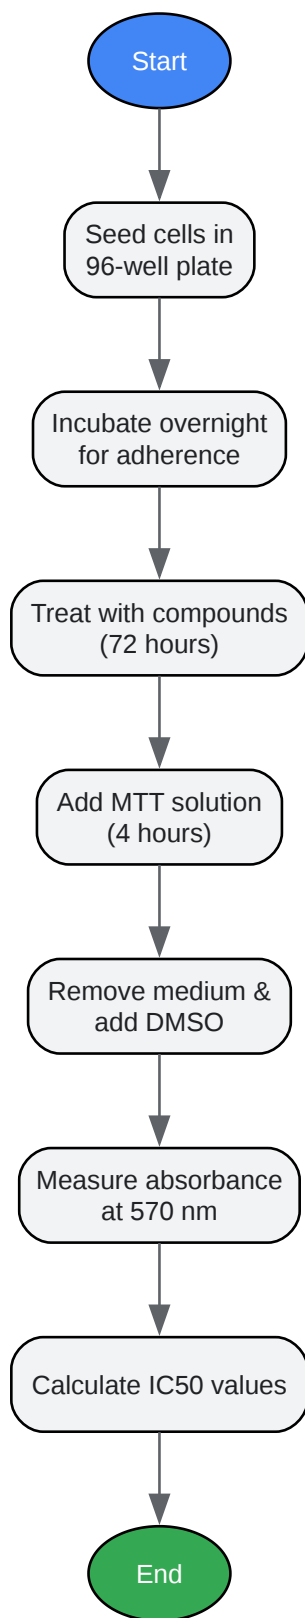 Start
Seed cells in
96-well plate
Incubate overnight
for adherence
Treat with compounds
(72 hours)
Add MTT solution
(4 hours)
Remove medium &
add DMSO
Measure absorbance
at 570 nm
Calculate IC50 values
End